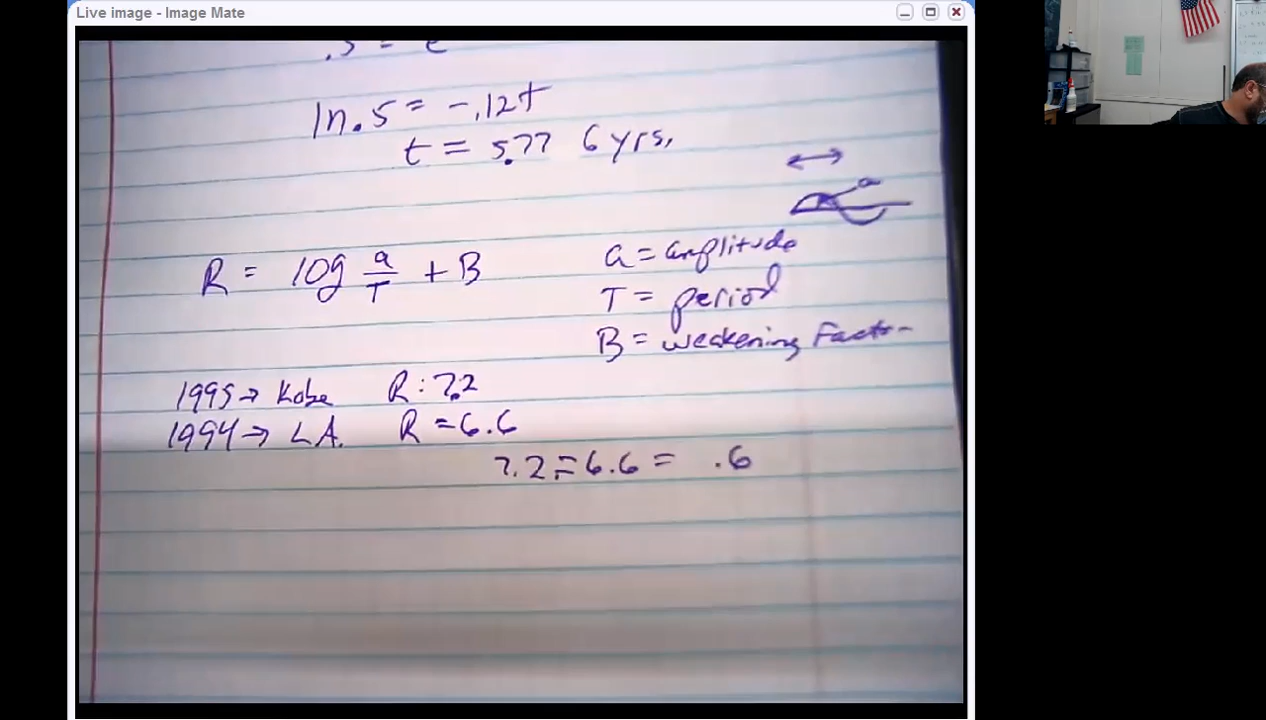 Live image - Image Mate
.5 = e
ln .5 = -.12t
t = 5.77 6 yrs.
a
R = log a/T + B
a = amplitude
T = period
B = weakening Factor
1995 → Kobe R: 7.2
1994 → LA. R = 6.6
7.2 - 6.6 = .6